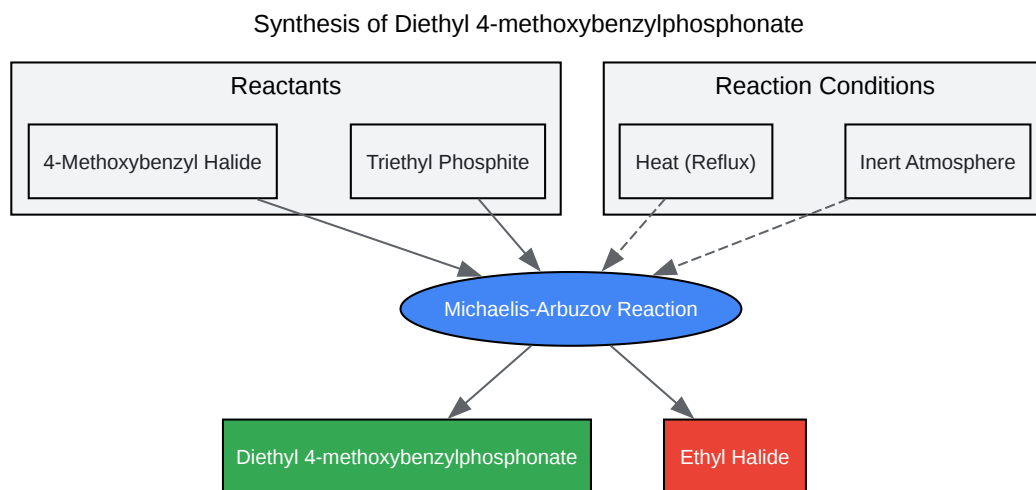 Synthesis of Diethyl 4-methoxybenzylphosphonate
Reactants
Reaction Conditions
4-Methoxybenzyl Halide
Triethyl Phosphite
Heat (Reflux)
Inert Atmosphere
Michaelis-Arbuzov Reaction
Diethyl 4-methoxybenzylphosphonate
Ethyl Halide